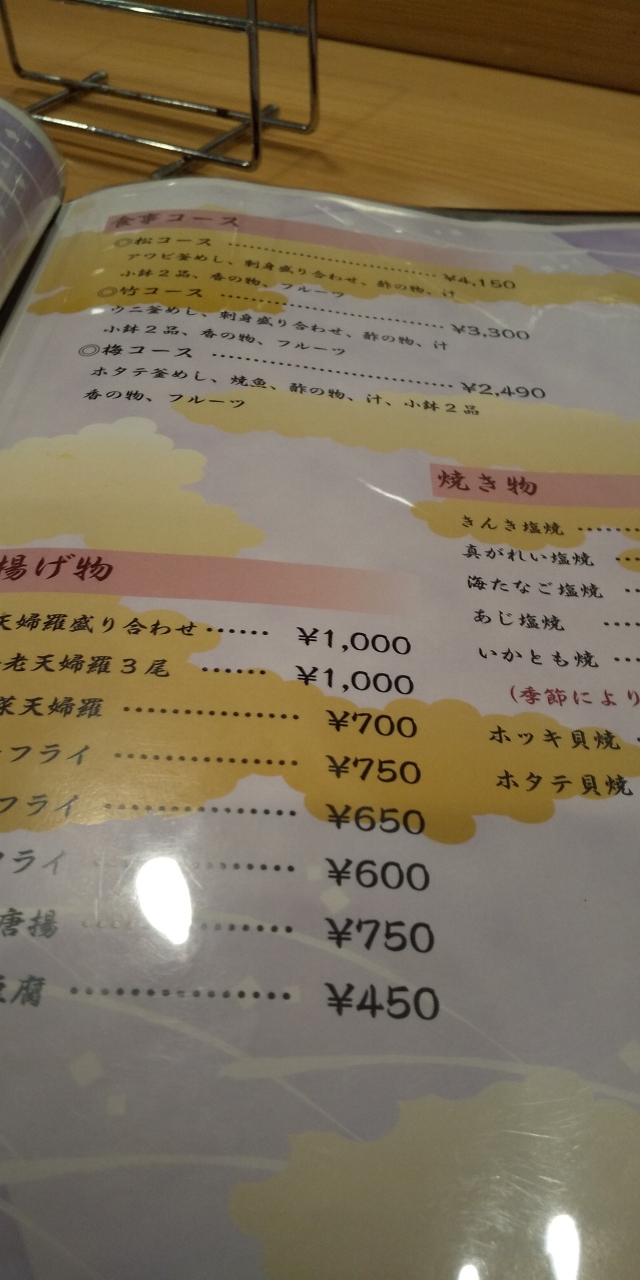 食事コース
◎松コース ……………………… ¥4,150
アワビ釜めし、刺身盛り合わせ、酢の物、汁
小鉢2品、香の物、フルーツ
◎竹コース ……………………… ¥3,300
ウニ釜めし、刺身盛り合わせ、酢の物、汁
小鉢2品、香の物、フルーツ
◎梅コース ……………………… ¥2,490
ホタテ釜めし、焼魚、酢の物、汁、小鉢2品
香の物、フルーツ
揚げ物
天婦羅盛り合わせ …… ¥1,000
老天婦羅3尾 …… ¥1,000
菜天婦羅 ……………… ¥700
フライ ……………… ¥750
フライ ……………… ¥650
フライ ……………… ¥600
唐揚 ……………… ¥750
豆腐 ……………… ¥450
焼き物
きんき塩焼 ……
真がれい塩焼 …
海たなご塩焼 …
あじ塩焼 ……
いかとも焼 …
(季節により
ホッキ貝焼
ホタテ貝焼